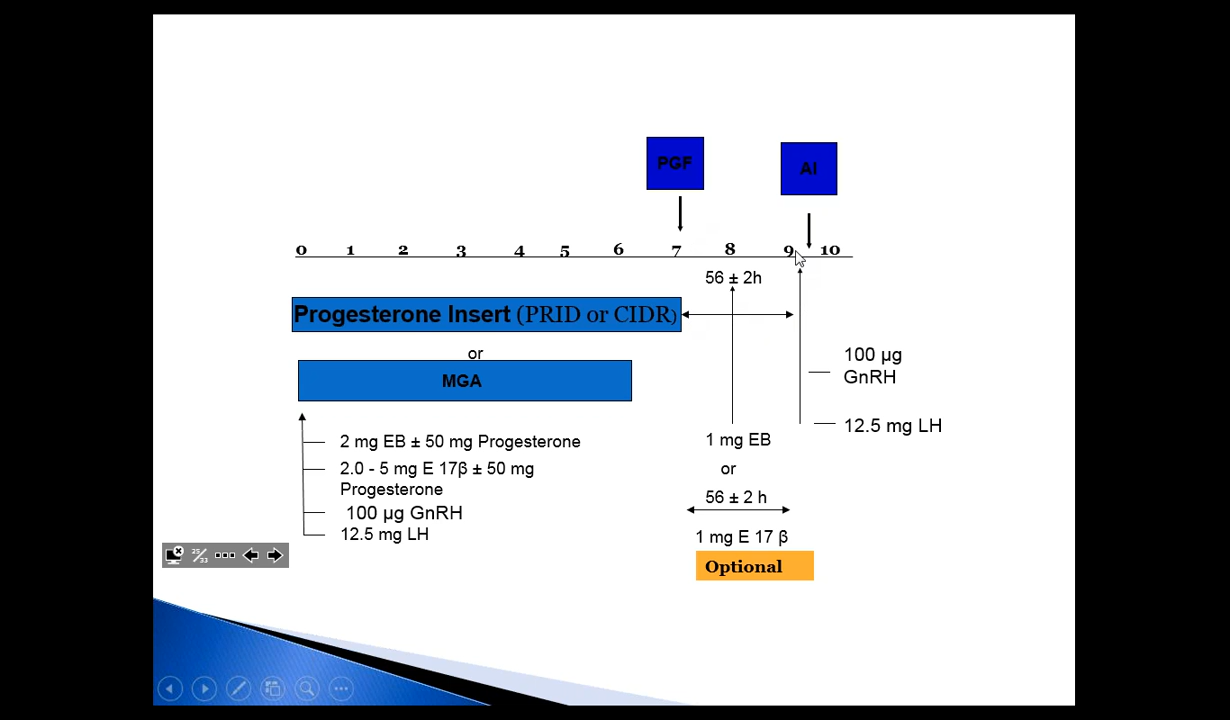 PGF
AI
0 1 2 3 4 5 6 7 8 9 10
56 ± 2h
Progesterone Insert (PRID or CIDR)
or
MGA
100 µg
GnRH
12.5 mg LH
2 mg EB ± 50 mg Progesterone
2.0 - 5 mg E 17β ± 50 mg
Progesterone
100 µg GnRH
12.5 mg LH
1 mg EB
or
56 ± 2 h
1 mg E 17 β
Optional
25/33